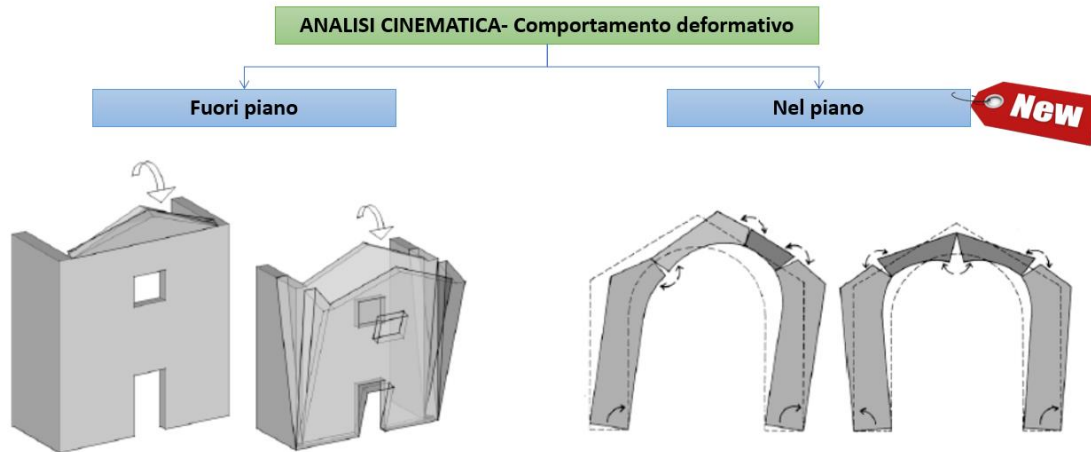 ANALISI CINEMATICA- Comportamento deformativo
Fuori piano
Nel piano
New